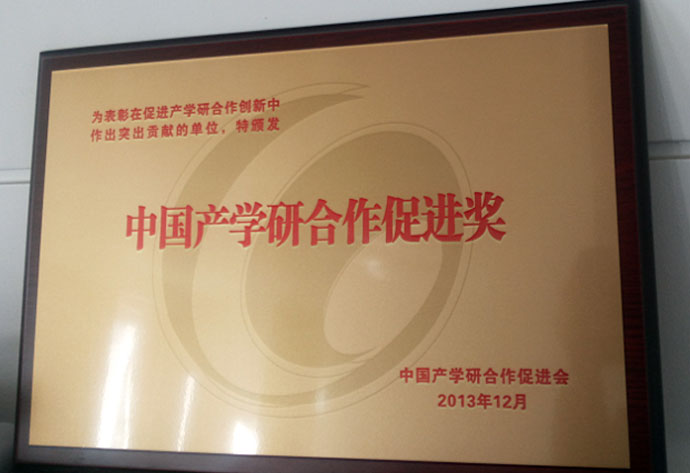 为表彰在促进产学研合作创新中
作出突出贡献的单位，特颁发
中国产学研合作促进奖
中国产学研合作促进会
2013年12月